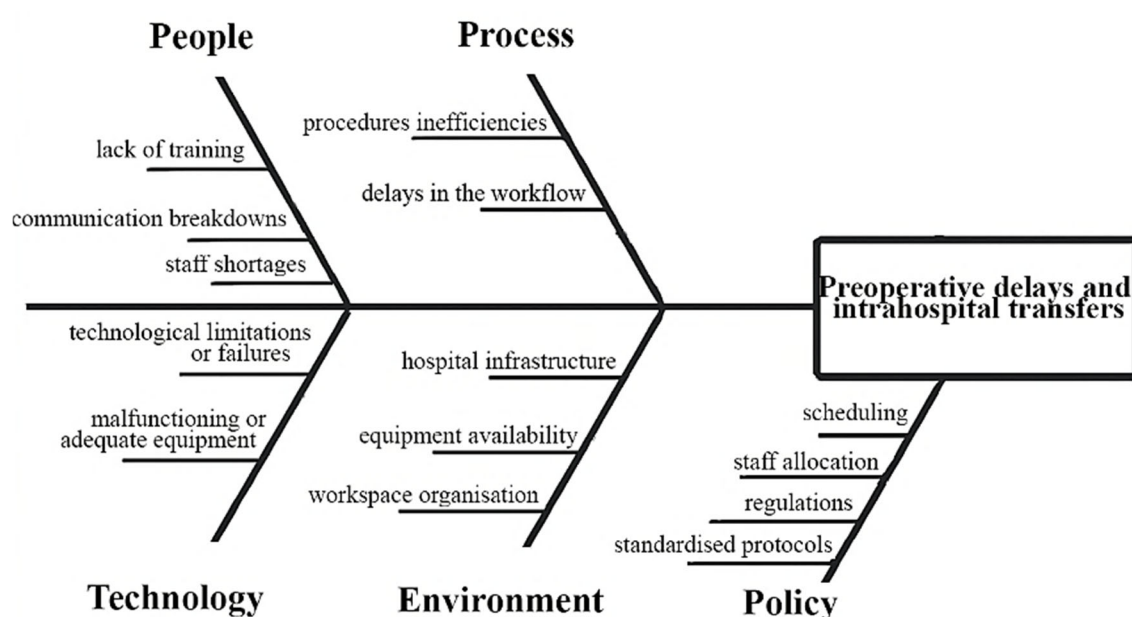 People
Process
procedures inefficiencies
lack of training
delays in the workflow
communication breakdowns
staff shortages
Preoperative delays and
intrahospital transfers
technological limitations
or failures
hospital infrastructure
malfunctioning or
adequate equipment
scheduling
equipment availability
staff allocation
workspace organisation
regulations
standardised protocols
Technology
Environment
Policy